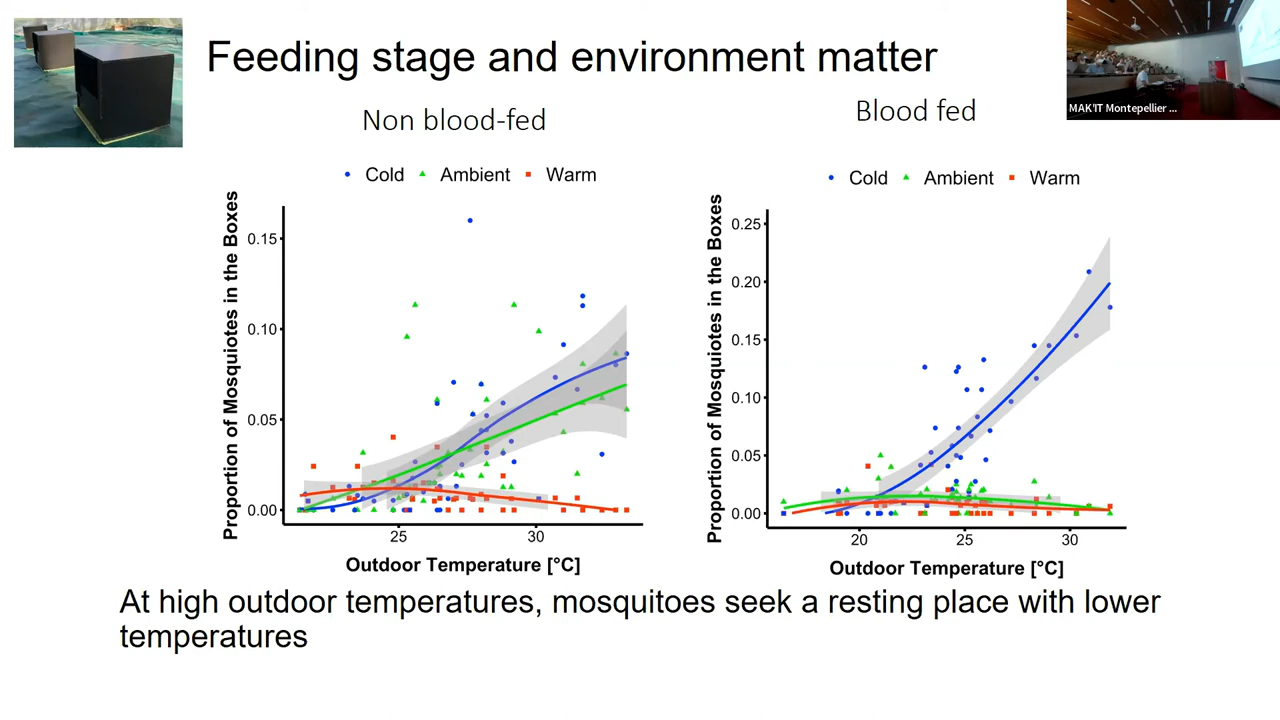 Feeding stage and environment matter
MAK'IT Montepellier ...
Non blood-fed
Cold Ambient Warm
Proportion of Mosquiotes in the Boxes
0.15
0.10
0.05
0.00
25 30
Outdoor Temperature [°C]
Blood fed
Cold Ambient Warm
Proportion of Mosquiotes in the Boxes
0.25
0.20
0.15
0.10
0.05
0.00
20 25 30
Outdoor Temperature [°C]
At high outdoor temperatures, mosquitoes seek a resting place with lower
temperatures